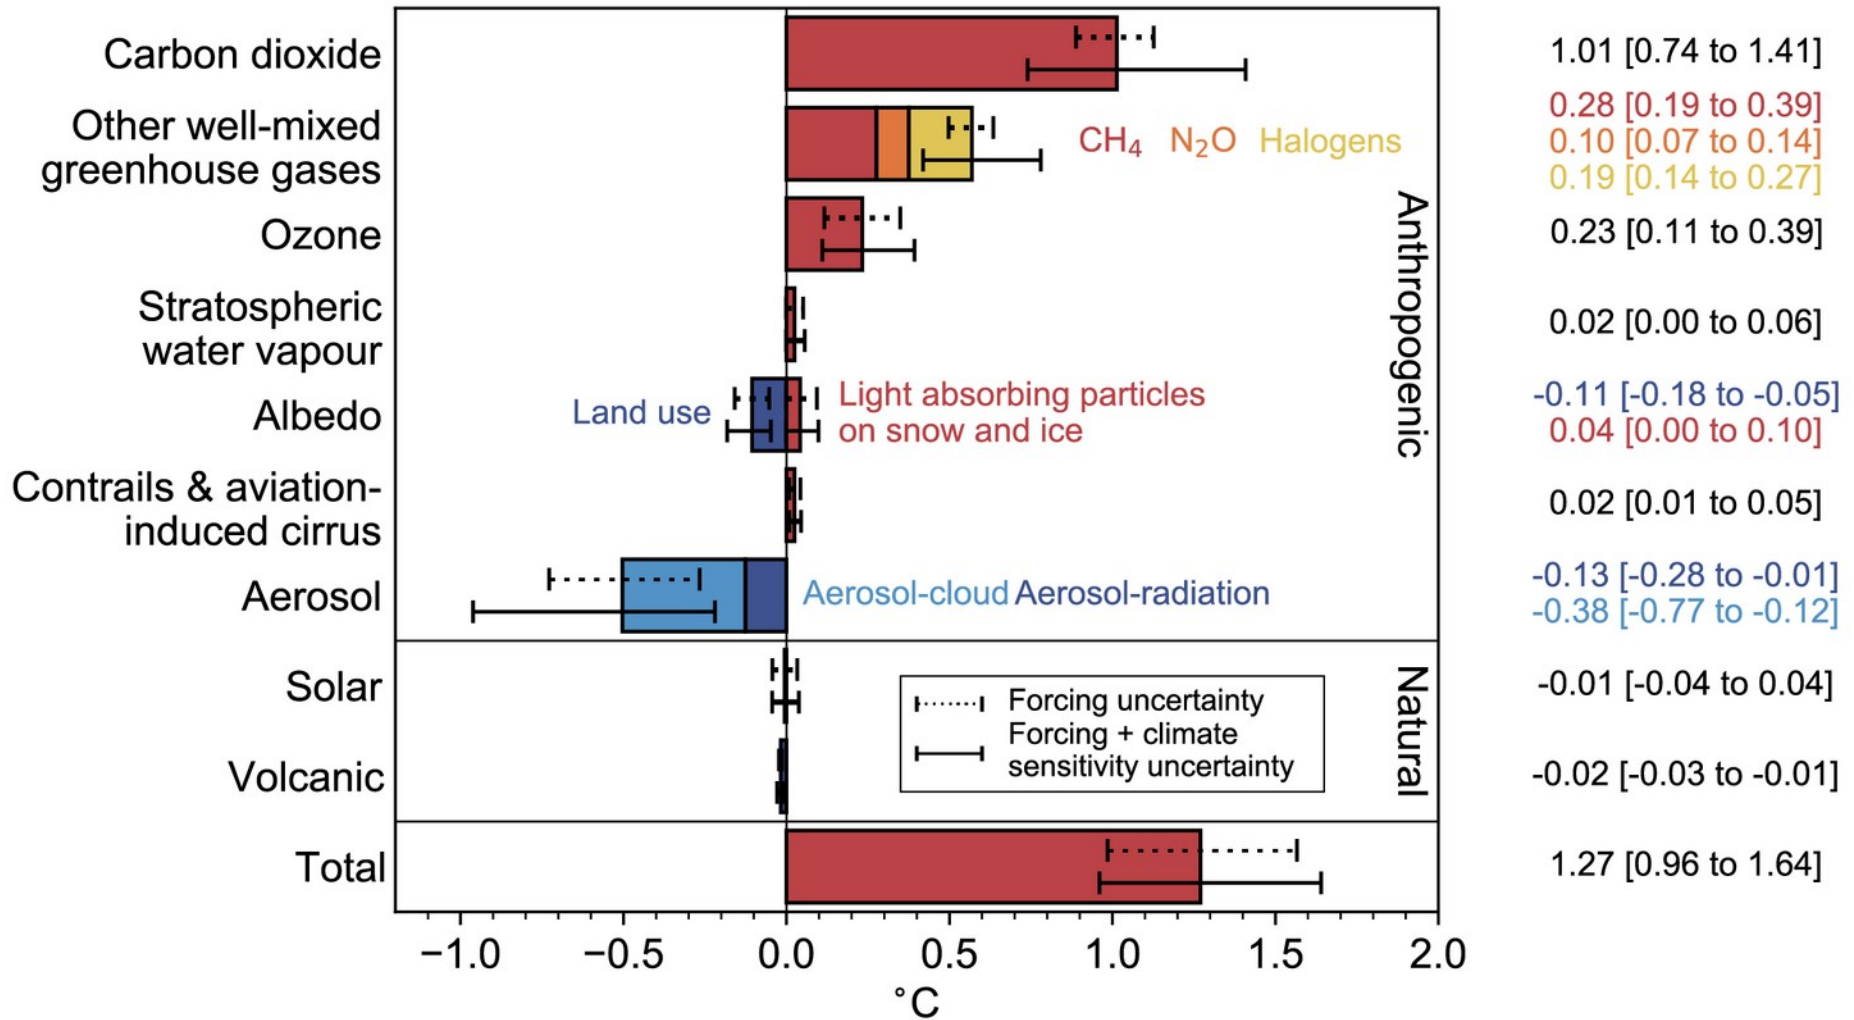 Carbon dioxide
1.01 [0.74 to 1.41]
Other well-mixed
greenhouse gases
CH₄ N₂O Halogens
0.28 [0.19 to 0.39]
0.10 [0.07 to 0.14]
0.19 [0.14 to 0.27]
Ozone
0.23 [0.11 to 0.39]
Stratospheric
water vapour
0.02 [0.00 to 0.06]
Albedo
Land use
Light absorbing particles
on snow and ice
-0.11 [-0.18 to -0.05]
0.04 [0.00 to 0.10]
Contrails & aviation-
induced cirrus
0.02 [0.01 to 0.05]
Aerosol
Aerosol-cloud Aerosol-radiation
-0.13 [-0.28 to -0.01]
-0.38 [-0.77 to -0.12]
Anthropogenic
Solar
-0.01 [-0.04 to 0.04]
Volcanic
-0.02 [-0.03 to -0.01]
Forcing uncertainty
Forcing + climate
sensitivity uncertainty
Natural
Total
1.27 [0.96 to 1.64]
−1.0 −0.5 0.0 0.5 1.0 1.5 2.0
°C